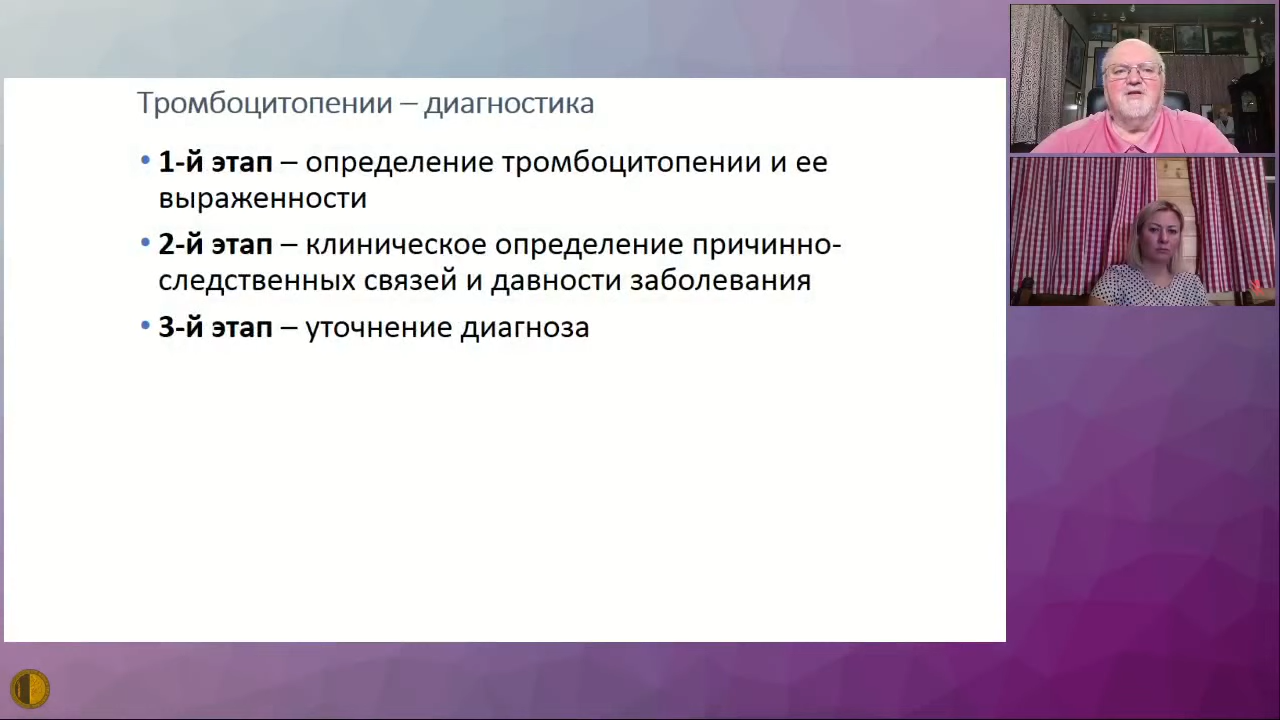 Тромбоцитопении – диагностика
• 1-й этап – определение тромбоцитопении и ее
выраженности
• 2-й этап – клиническое определение причинно-
следственных связей и давности заболевания
• 3-й этап – уточнение диагноза